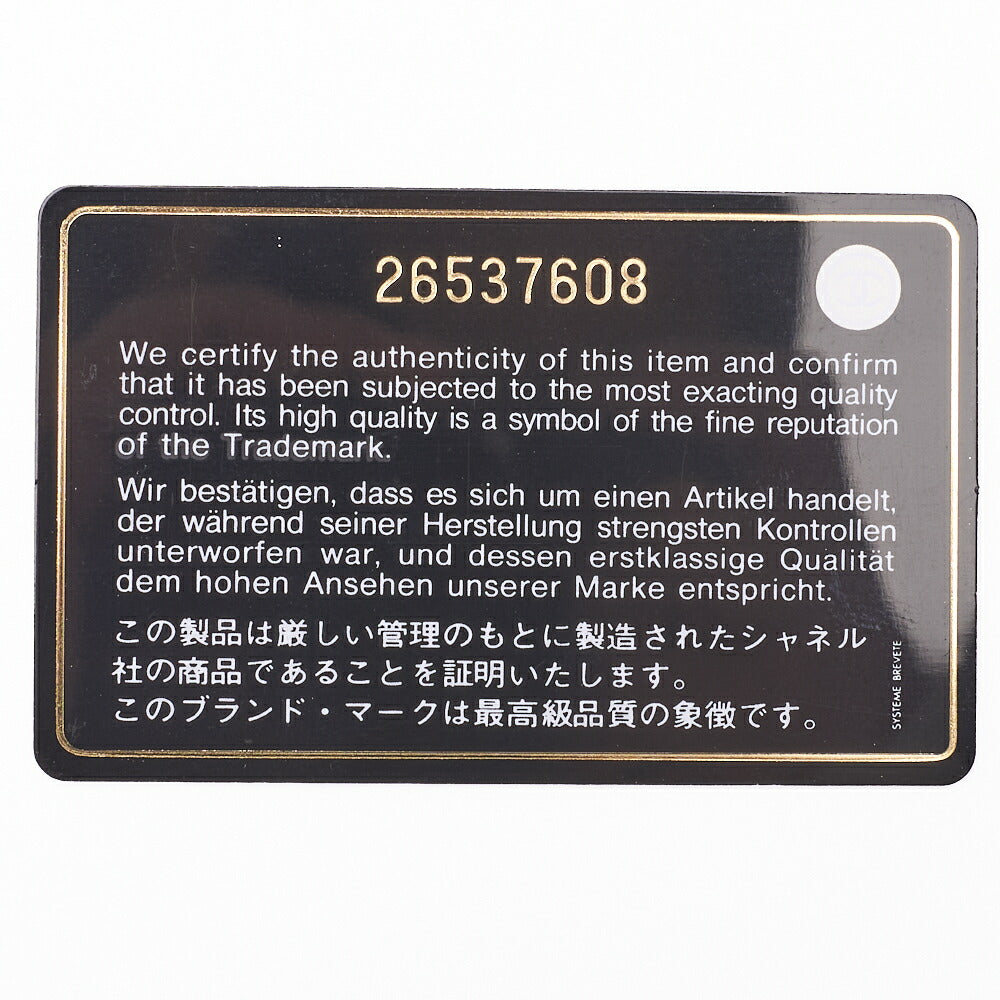 26537608
We certify the authenticity of this item and confirm
that it has been subjected to the most exacting quality
control. Its high quality is a symbol of the fine reputation
of the Trademark.
Wir bestätigen, dass es sich um einen Artikel handelt,
der während seiner Herstellung strengsten Kontrollen
unterworfen war, und dessen erstklassige Qualität
dem hohen Ansehen unserer Marke entspricht.
この製品は厳しい管理のもとに製造されたシャネル
社の商品であることを証明いたします。
このブランド・マークは最高級品質の象徴です。
SYSTEME BREVETE